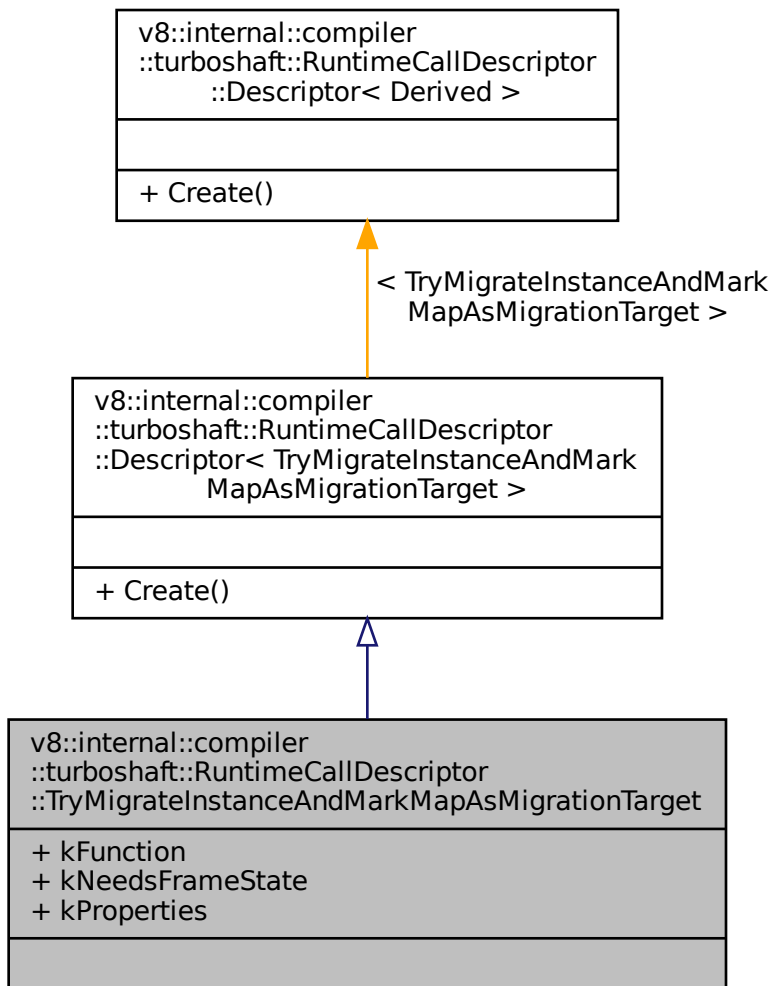 v8::internal::compiler
::turboshaft::RuntimeCallDescriptor
::Descriptor< Derived >
+ Create()
< TryMigrateInstanceAndMark
MapAsMigrationTarget >
v8::internal::compiler
::turboshaft::RuntimeCallDescriptor
::Descriptor< TryMigrateInstanceAndMark
MapAsMigrationTarget >
+ Create()
v8::internal::compiler
::turboshaft::RuntimeCallDescriptor
::TryMigrateInstanceAndMarkMapAsMigrationTarget
+ kFunction
+ kNeedsFrameState
+ kProperties